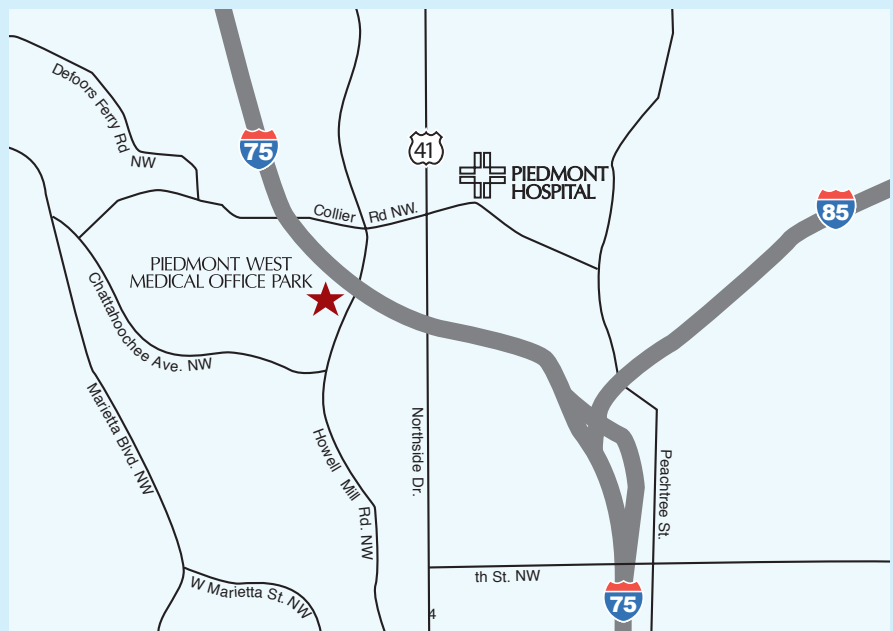 Defoors Ferry Rd
NW
75
41
PIEDMONT
HOSPITAL
85
Collier Rd NW.
PIEDMONT WEST
MEDICAL OFFICE PARK
Chattahoochee Ave. NW
Marietta Blvd. NW
Northside Dr.
Howell Mill Rd. NW
Peachtree St.
th St. NW
W Marietta St. NW
75
4